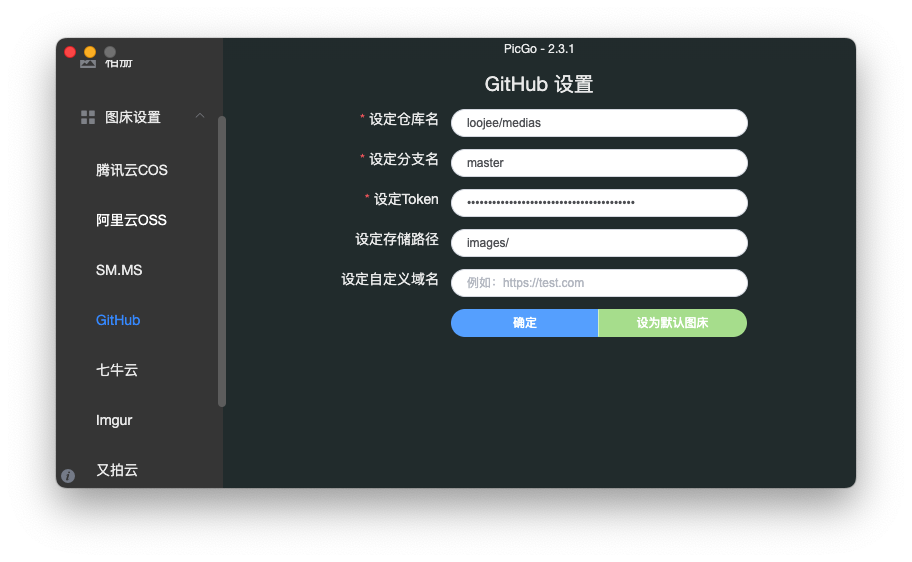 PicGo - 2.3.1
相册
图床设置
腾讯云COS
阿里云OSS
SM.MS
GitHub
七牛云
Imgur
又拍云
GitHub 设置
* 设定仓库名
loojee/medias
* 设定分支名
master
* 设定Token
••••••••••••••••••••••••••••••••••••••••
设定存储路径
images/
设定自定义域名
例如：https://test.com
确定
设为默认图床